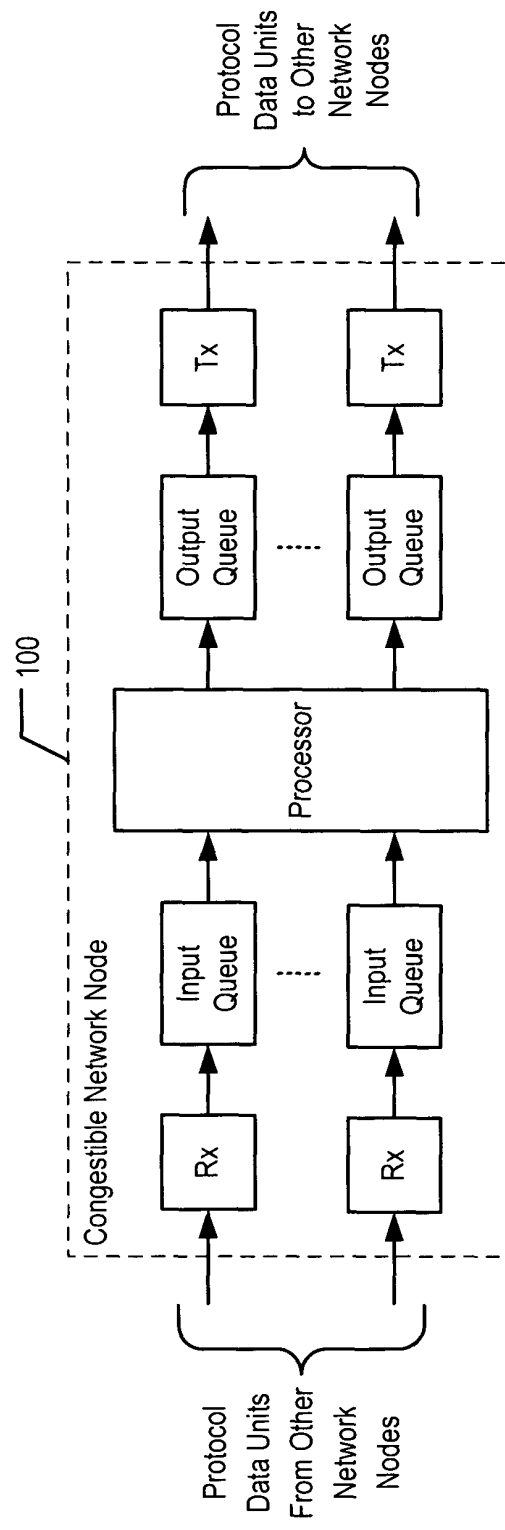 100
Congestible Network Node
Protocol
Data Units
From Other
Network
Nodes
Rx
Input
Queue
Processor
Output
Queue
Tx
Protocol
Data Units
to Other
Network
Nodes
Rx
Input
Queue
Output
Queue
Tx